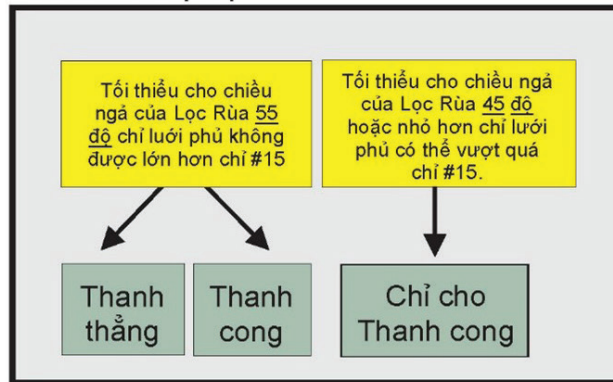 Tối thiểu cho chiều
ngả của Lọc Rùa 55
độ chỉ luới phủ không
được lớn hơn chỉ #15
Tối thiểu cho chiều ngả
của Lọc Rùa 45 độ
hoặc nhỏ hơn chỉ lưới
phủ có thể vượt quá
chỉ #15.
Thanh
thẳng
Thanh
cong
Chỉ cho
Thanh cong